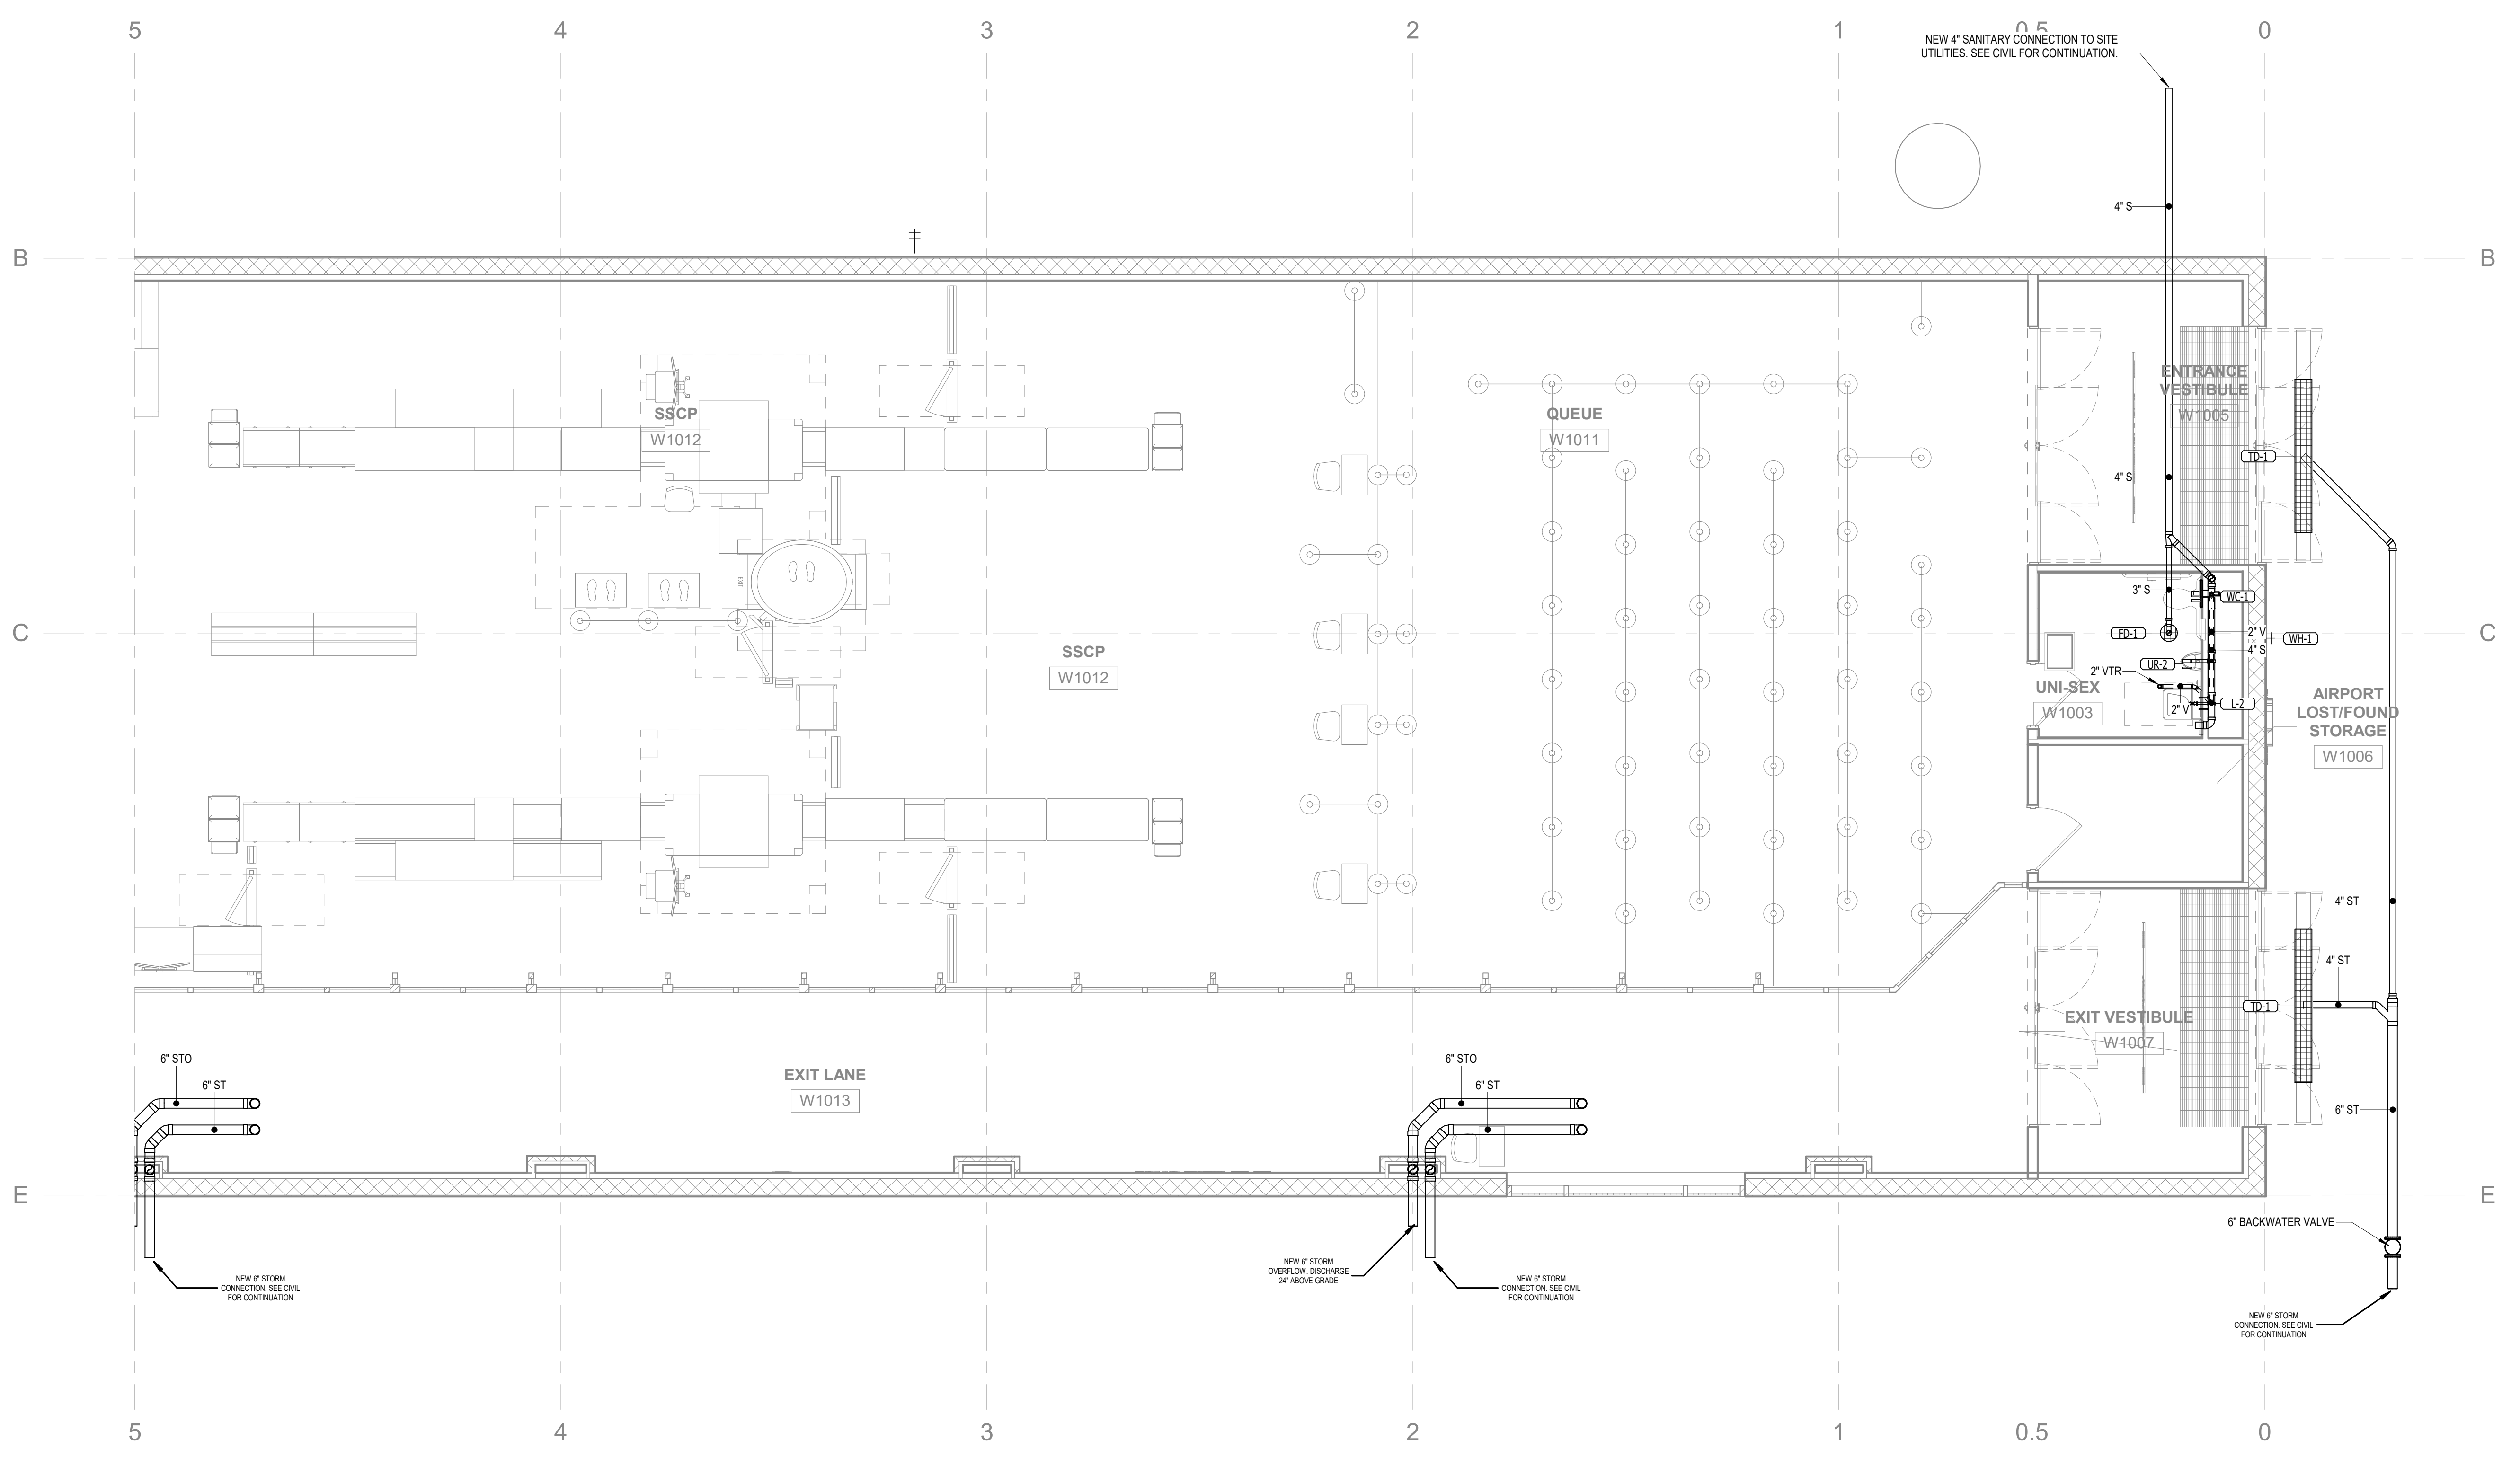 5
4
3
2
1
0.5
0
NEW 4" SANITARY CONNECTION TO SITE
UTILITIES. SEE CIVIL FOR CONTINUATION.
4" S
B
B
ENTRANCE
VESTIBULE
W1005
SSCP
W1012
QUEUE
W1011
TD-1
4" S
EXIT
3" S
WC-1
C
FD-1
2" V
WH-1
C
4" S
SSCP
W1012
UR-2
2" VTR
UNI-SEX
W1003
2" V
L-2
AIRPORT
LOST/FOUND
STORAGE
W1006
4" ST
4" ST
TD-1
EXIT VESTIBULE
W1007
6" STO
6" ST
EXIT LANE
W1013
6" STO
6" ST
6" ST
E
E
6" BACKWATER VALVE
NEW 6" STORM
CONNECTION. SEE CIVIL
FOR CONTINUATION
NEW 6" STORM
OVERFLOW. DISCHARGE
24" ABOVE GRADE
NEW 6" STORM
CONNECTION. SEE CIVIL
FOR CONTINUATION
NEW 6" STORM
CONNECTION. SEE CIVIL
FOR CONTINUATION
5
4
3
2
1
0.5
0